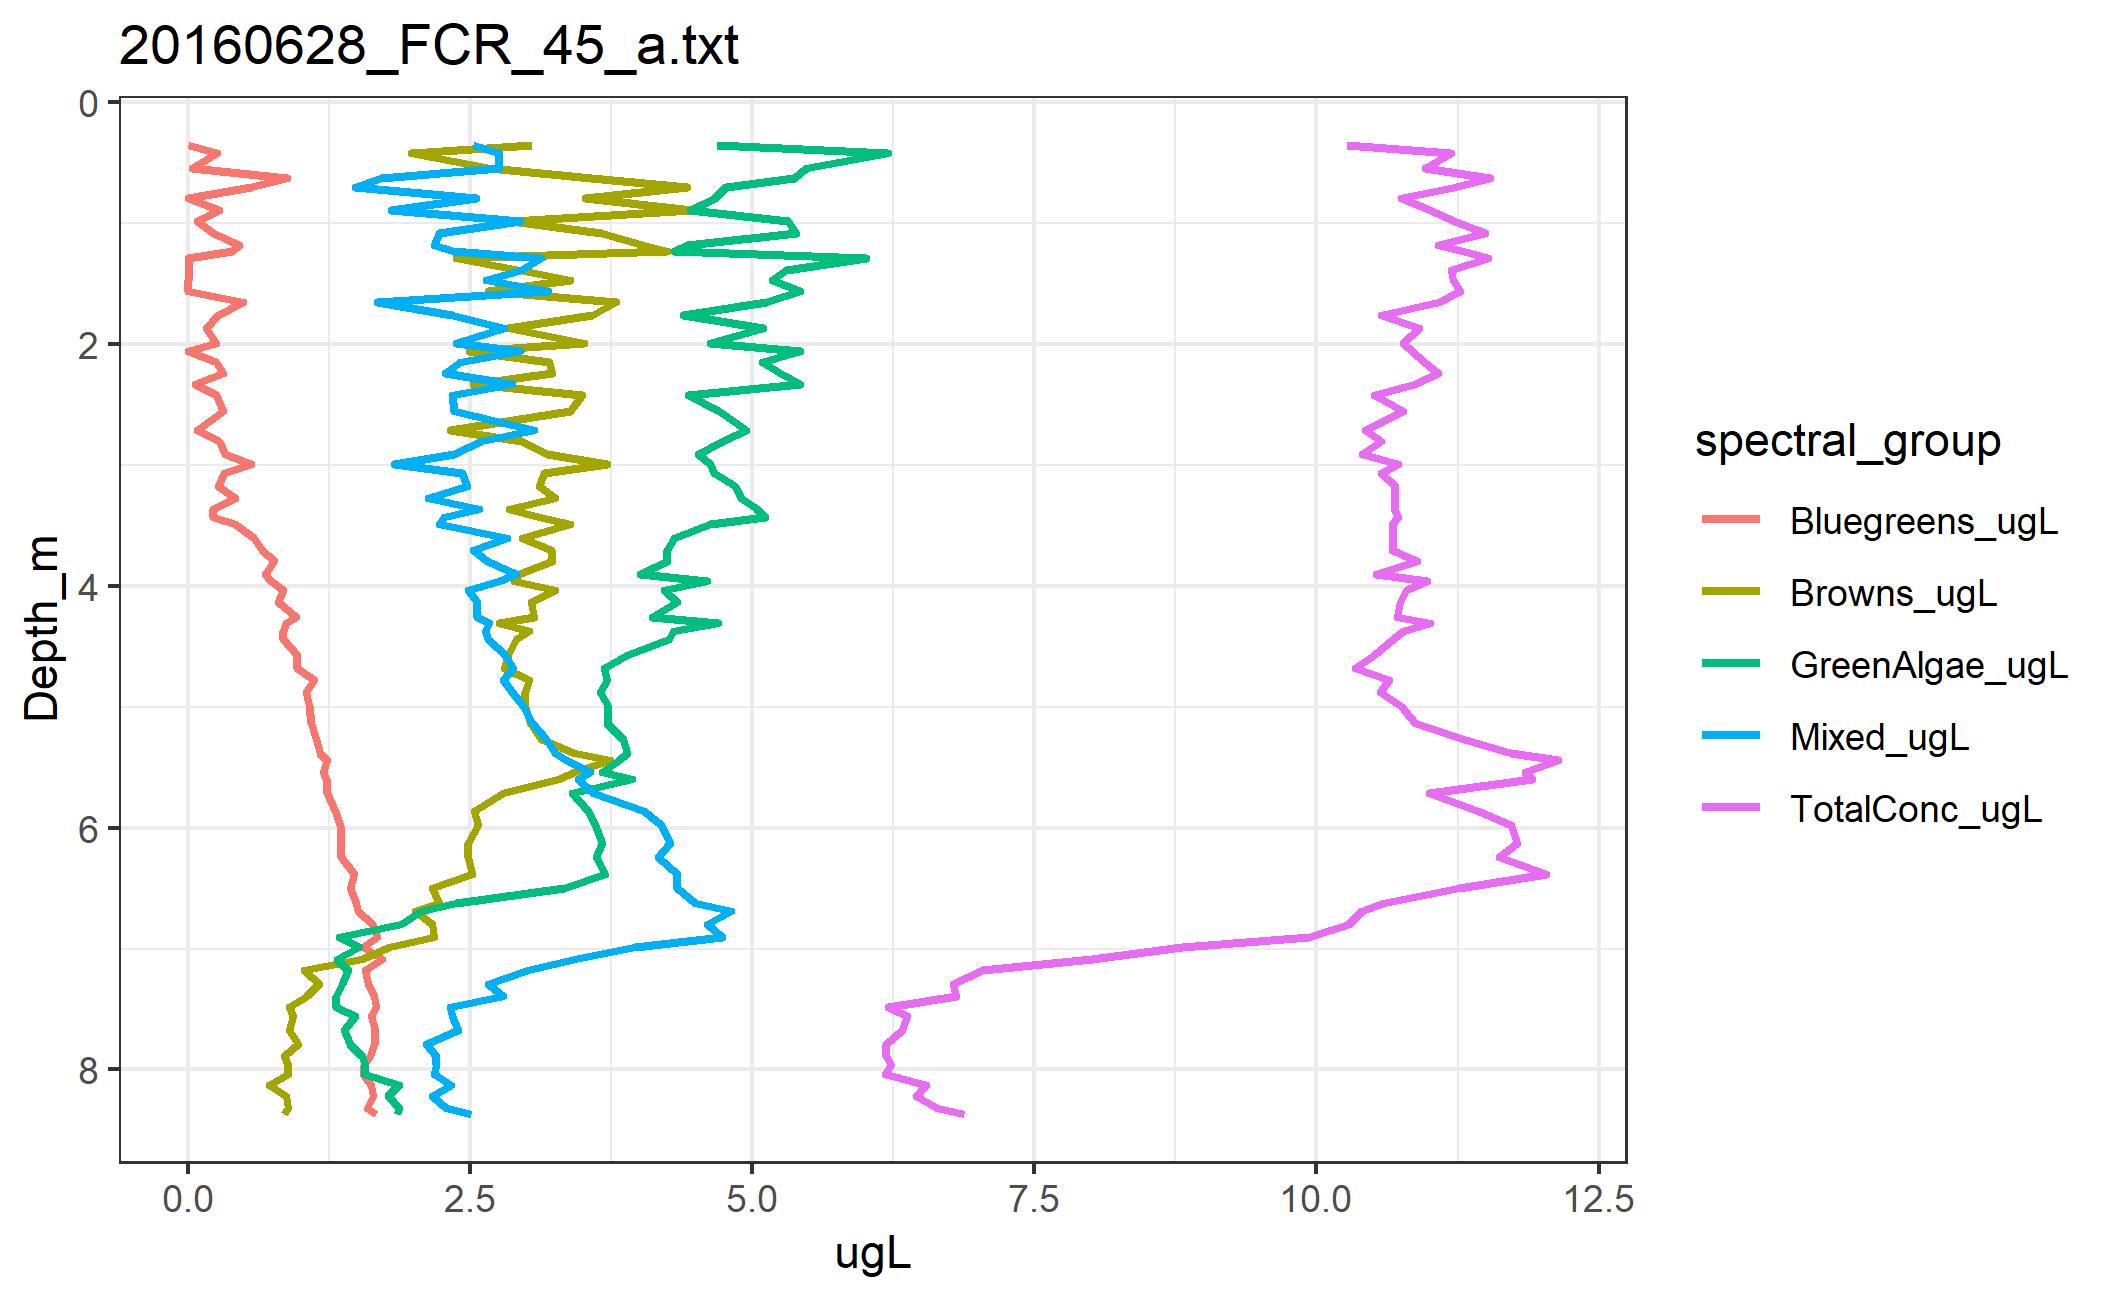 20160628_FCR_45_a.txt
0
2
4
6
8
Depth_m
0.0 2.5 5.0 7.5 10.0 12.5
ugL
spectral_group
Bluegreens_ugL
Browns_ugL
GreenAlgae_ugL
Mixed_ugL
TotalConc_ugL